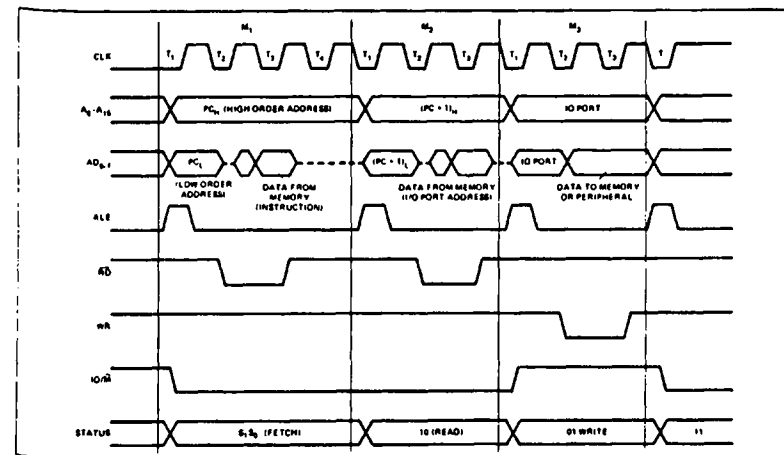 M₁ M₂ M₃
CLK T₁ T₂ T₃ T₄ T₁ T₂ T₃ T₁ T₂ T₃ T
A₈-A₁₅ PCH (HIGH ORDER ADDRESS) (PC + 1)H IO PORT
AD₀₋₇ PCL (PC + 1)L IO PORT
(LOW ORDER ADDRESS) DATA FROM MEMORY (INSTRUCTION) DATA FROM MEMORY (I/O PORT ADDRESS) DATA TO MEMORY OR PERIPHERAL
ALE
RD
WR
IO/M
STATUS S₁S₀ (FETCH) 10 (READ) 01 WRITE 11